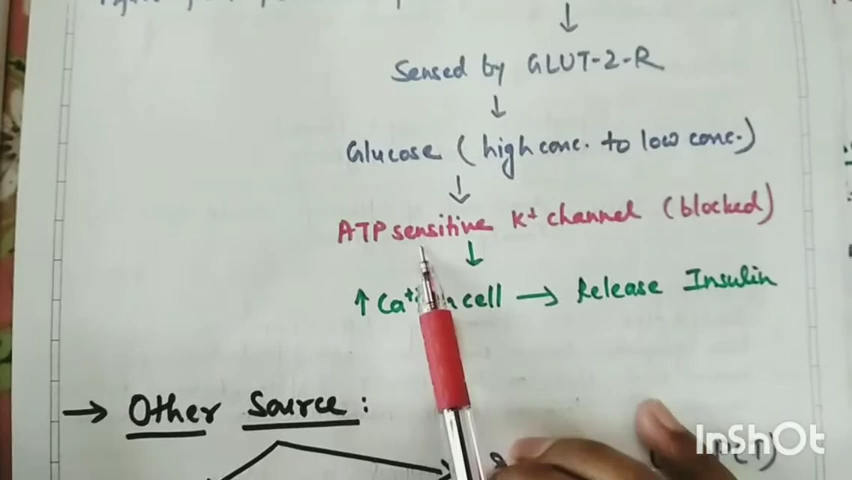 ↓
Sensed by GLUT-2-R
↓
Glucose (high conc. to low conc.)
↓
ATP sensitive K+ channel (blocked)
↓
↑ Ca+ cell → Release Insulin
→ Other Source:
InShOt